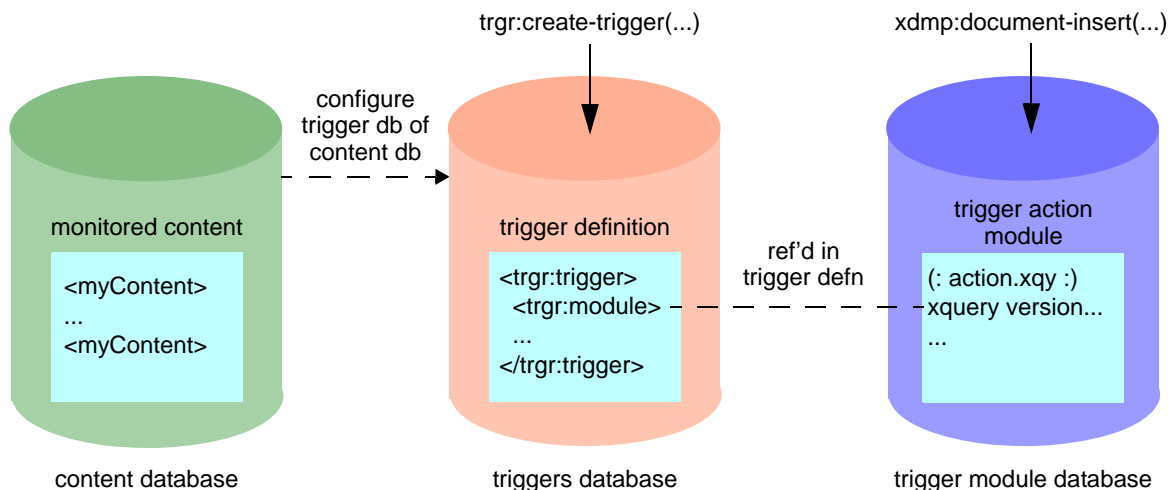 trgr:create-trigger(...)
xdmp:document-insert(...)
configure
trigger db of
content db
monitored content
<myContent>
...
<myContent>
trigger definition
<trgr:trigger>
<trgr:module>
...
</trgr:trigger>
ref'd in
trigger defn
trigger action
module
(: action.xqy :)
xquery version...
...
content database
triggers database
trigger module database